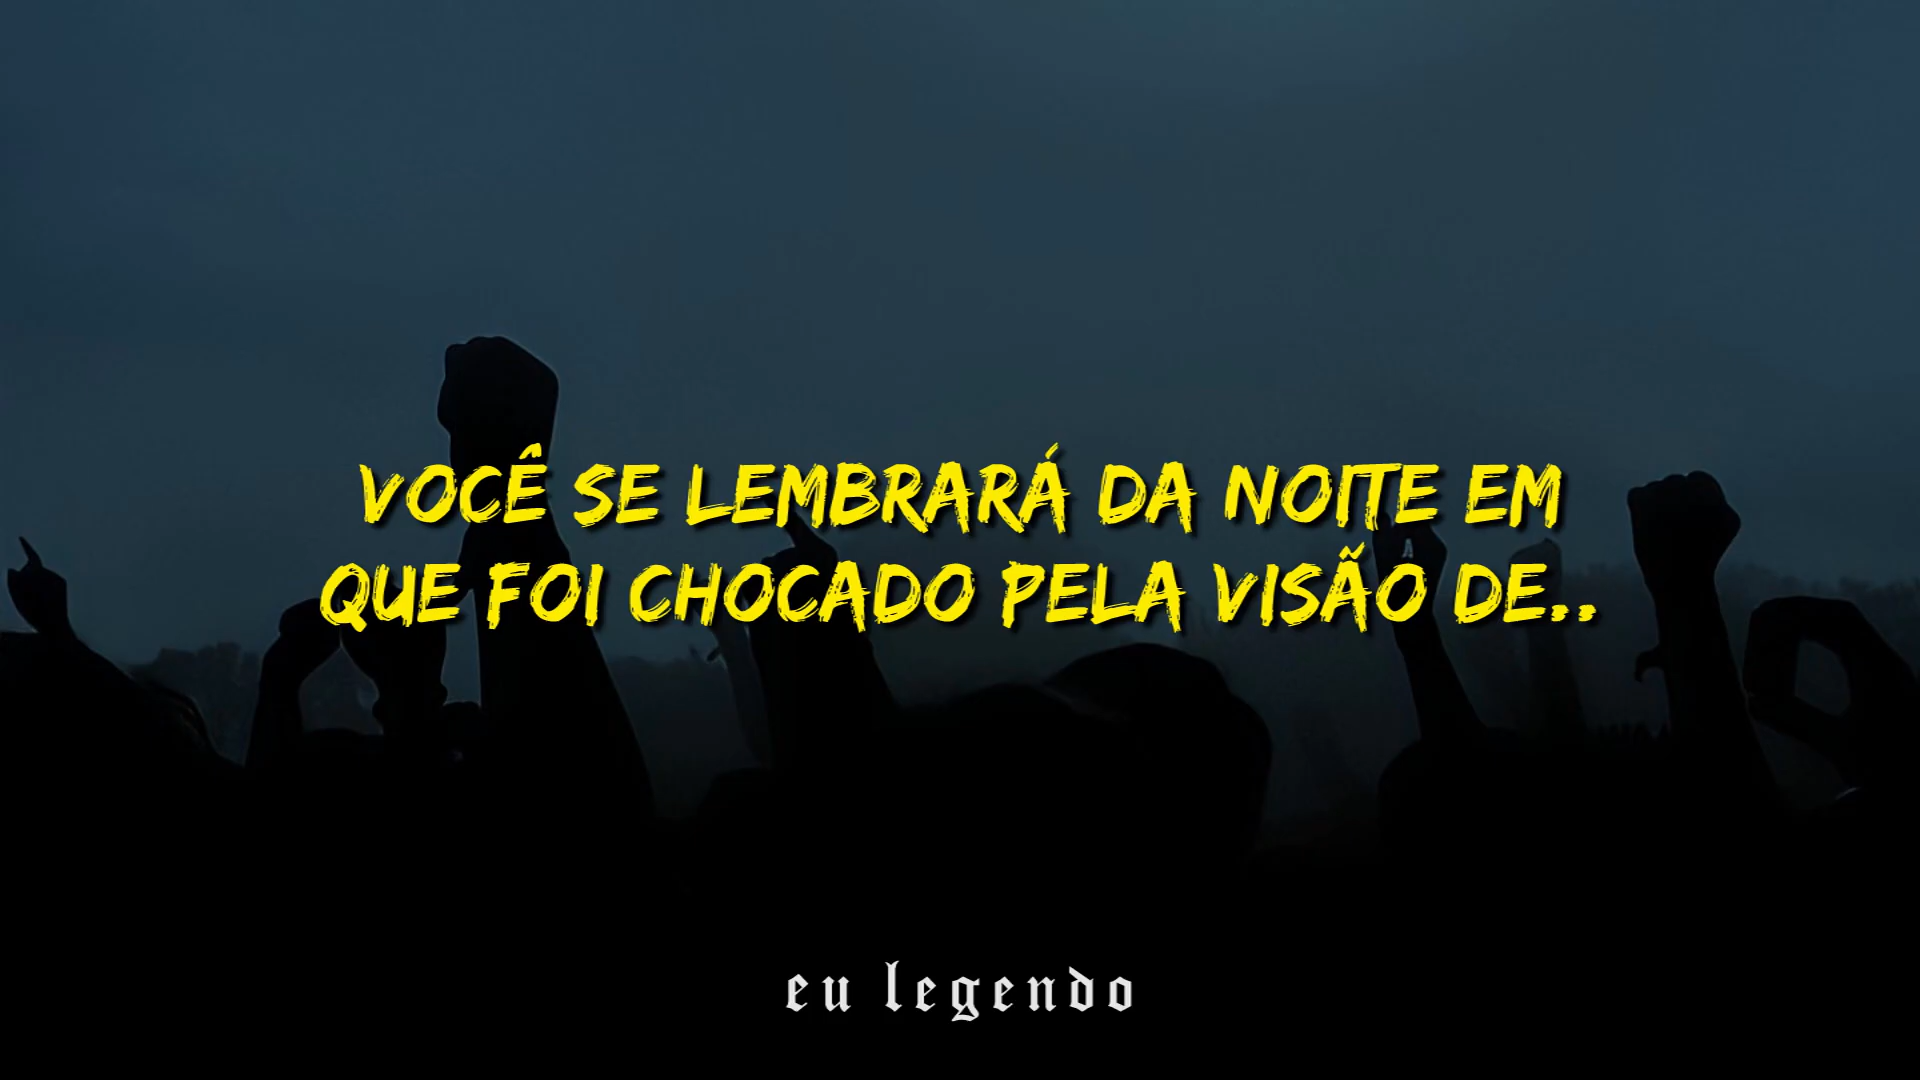 VOCÊ SE LEMBRARÁ DA NOITE EM
QUE FOI CHOCADO PELA VISÃO DE..
eu legendo